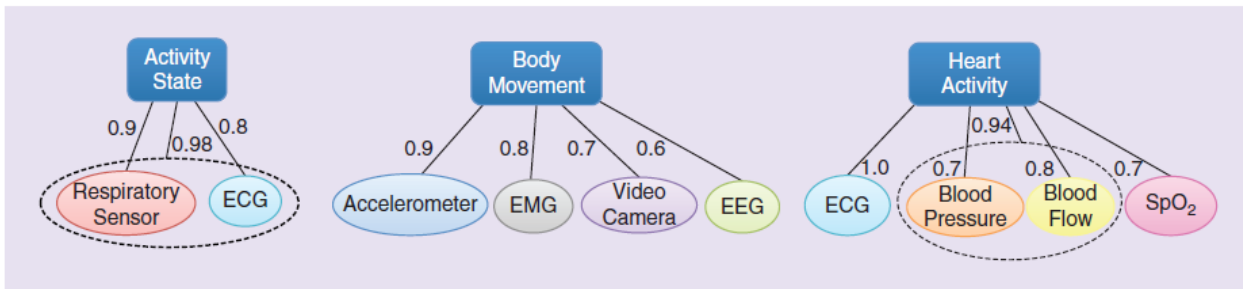 Activity
State
Body
Movement
Heart
Activity
0.9
0.98
0.8
0.9
0.8
0.7
0.6
1.0
0.7
0.94
0.8
0.7
Respiratory
Sensor
ECG
Accelerometer
EMG
Video
Camera
EEG
ECG
Blood
Pressure
Blood
Flow
SpO₂